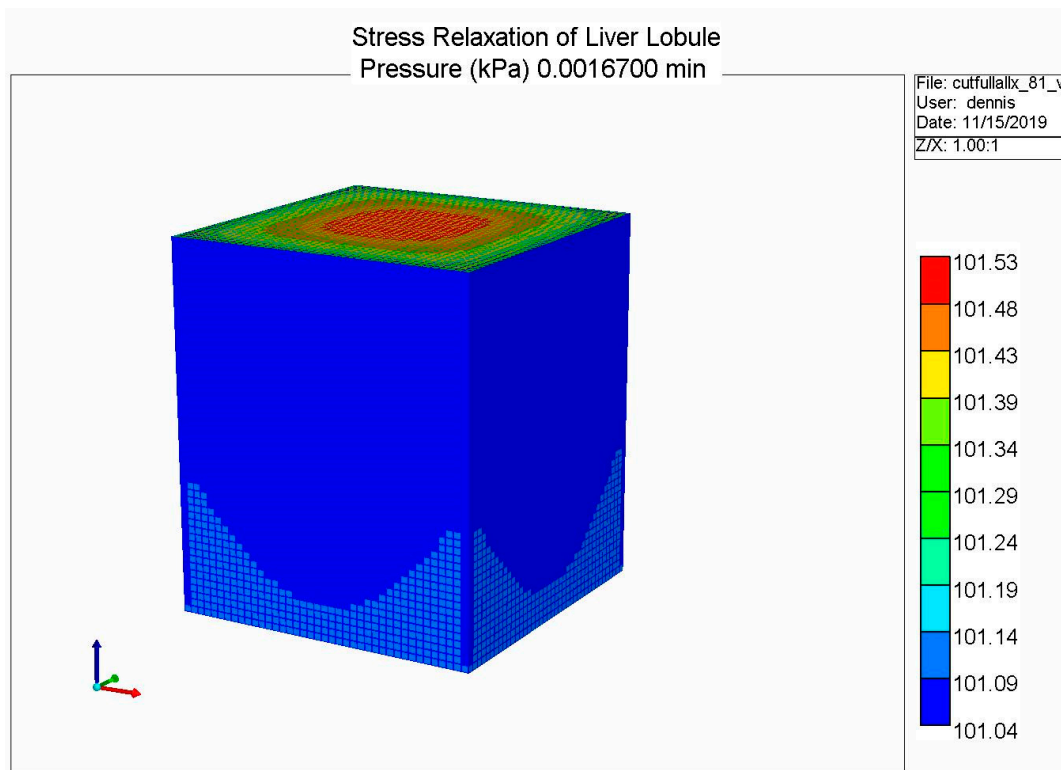 Stress Relaxation of Liver Lobule
Pressure (kPa) 0.0016700 min
File: cutfullallx_81_v
User: dennis
Date: 11/15/2019
Z/X: 1.00:1
101.53
101.48
101.43
101.39
101.34
101.29
101.24
101.19
101.14
101.09
101.04